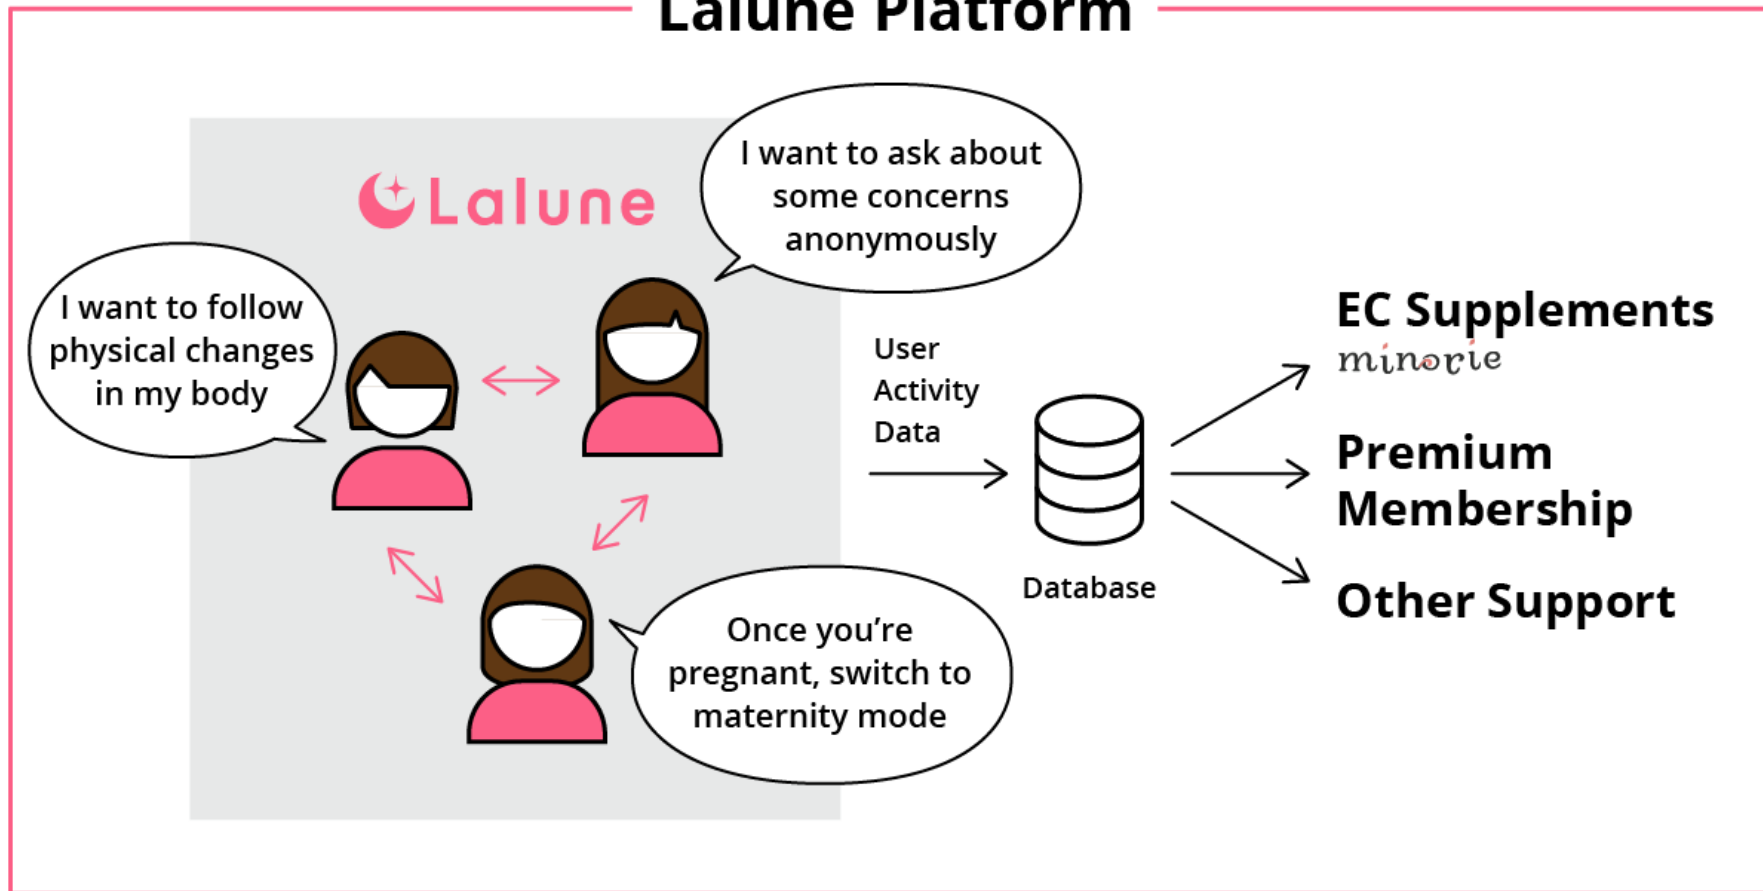 Lalune Platform
Lalune
I want to ask about
some concerns
anonymously
I want to follow
physical changes
in my body
Once you’re
pregnant, switch to
maternity mode
User
Activity
Data
Database
EC Supplements
minorie
Premium
Membership
Other Support